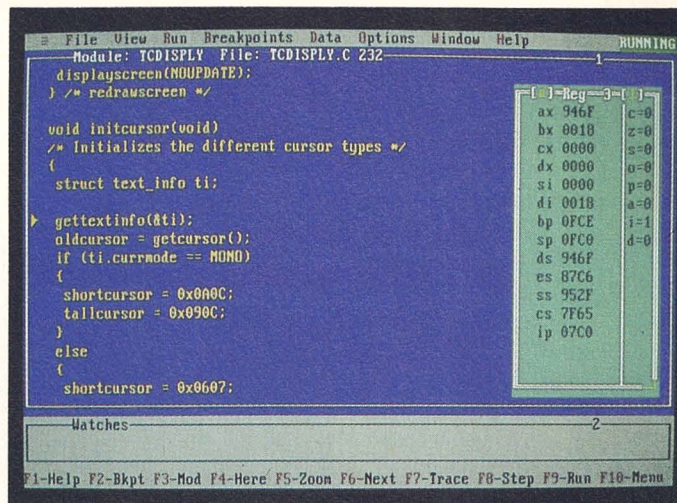 ≡ File View Run Breakpoints Data Options Window Help RUNNING
Module: TCDISPLY File: TCDISPLY.C 232 1
displayscreen(NOUPDATE);
} /* redrawscreen */
void initcursor(void)
/* Initializes the different cursor types */
{
struct text_info ti;
gettextinfo(&ti);
oldcursor = getcursor();
if (ti.currmode == MONO)
{
shortcursor = 0x0A0C;
tallcursor = 0x090C;
}
else
{
shortcursor = 0x0607;
Reg 3
ax 946F c=0
bx 0018 z=0
cx 0000 s=0
dx 0000 o=0
si 0000 p=0
di 0018 a=0
bp 0FCE i=1
sp 0FC0 d=0
ds 946F
es 87C6
ss 952F
cs 7F65
ip 07C0
Watches 2
F1-Help F2-Bkpt F3-Mod F4-Here F5-Zoom F6-Next F7-Trace F8-Step F9-Run F10-Menu